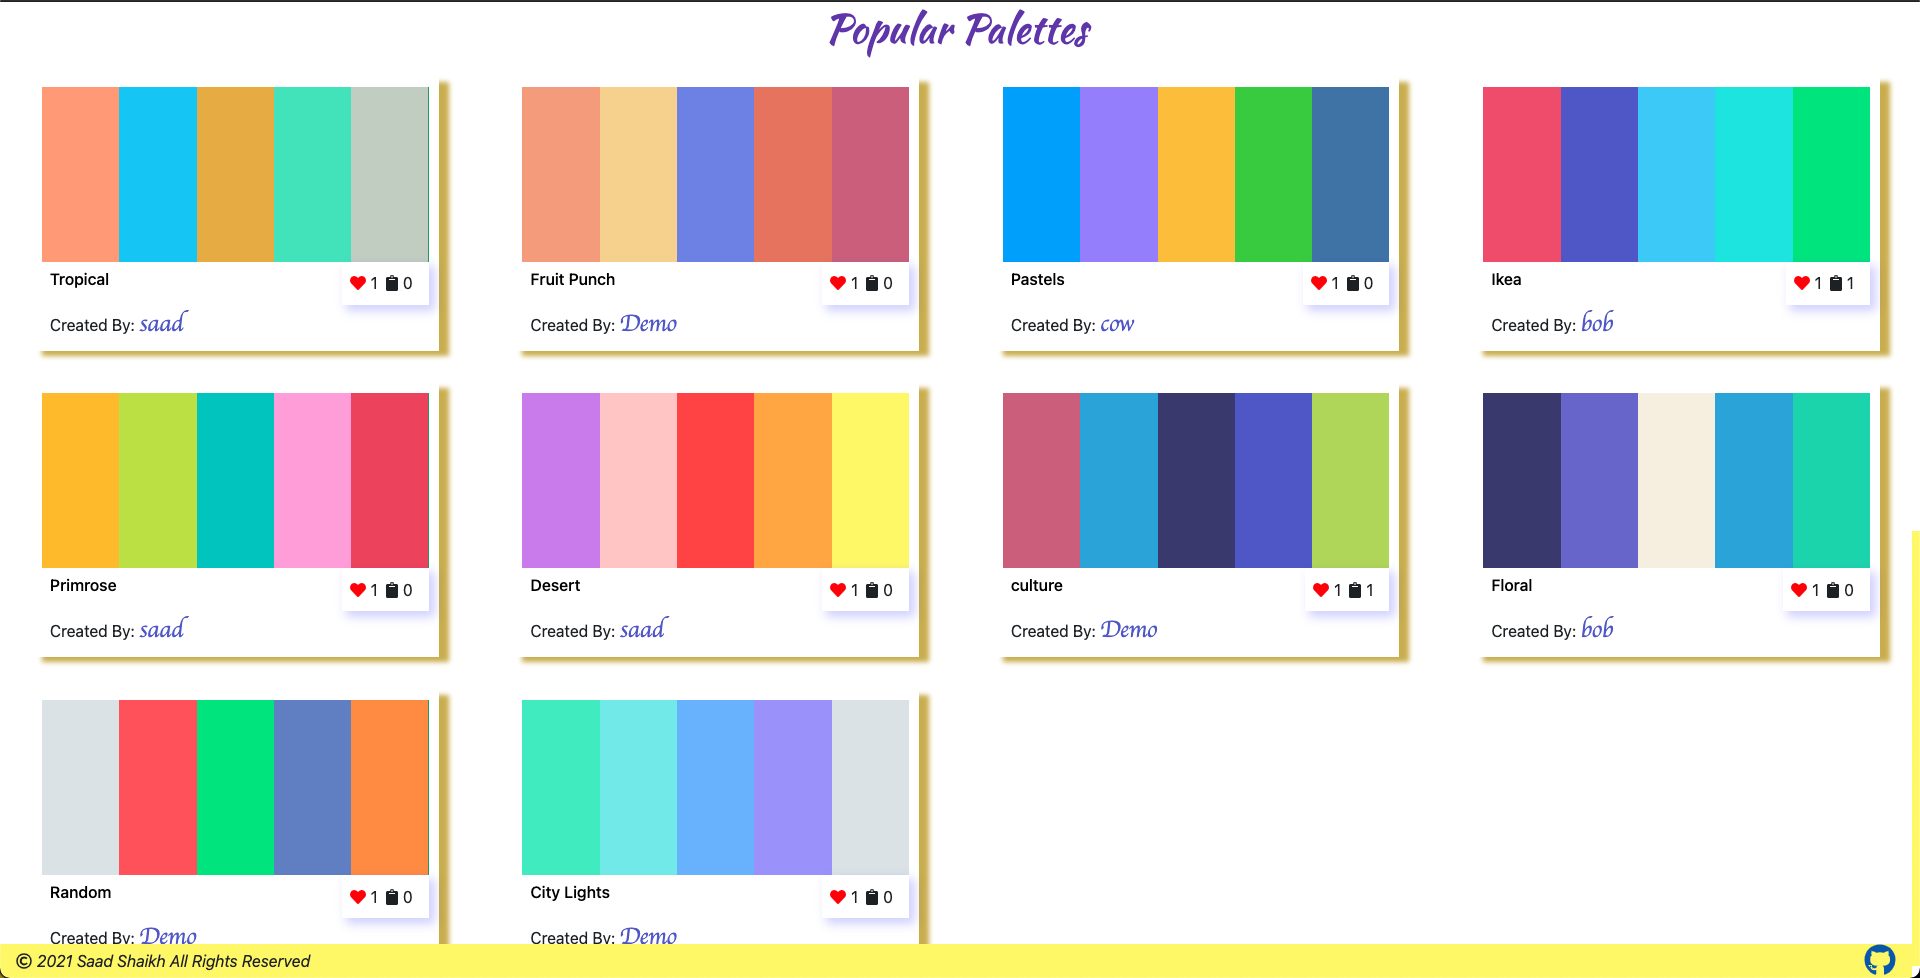 Popular Palettes
Tropical
1 0
Created By: saad
Fruit Punch
1 0
Created By: Demo
Pastels
1 0
Created By: cow
Ikea
1 1
Created By: bob
Primrose
1 0
Created By: saad
Desert
1 0
Created By: saad
culture
1 1
Created By: Demo
Floral
1 0
Created By: bob
Random
1 0
Created By: Demo
City Lights
1 0
Created By: Demo
© 2021 Saad Shaikh All Rights Reserved